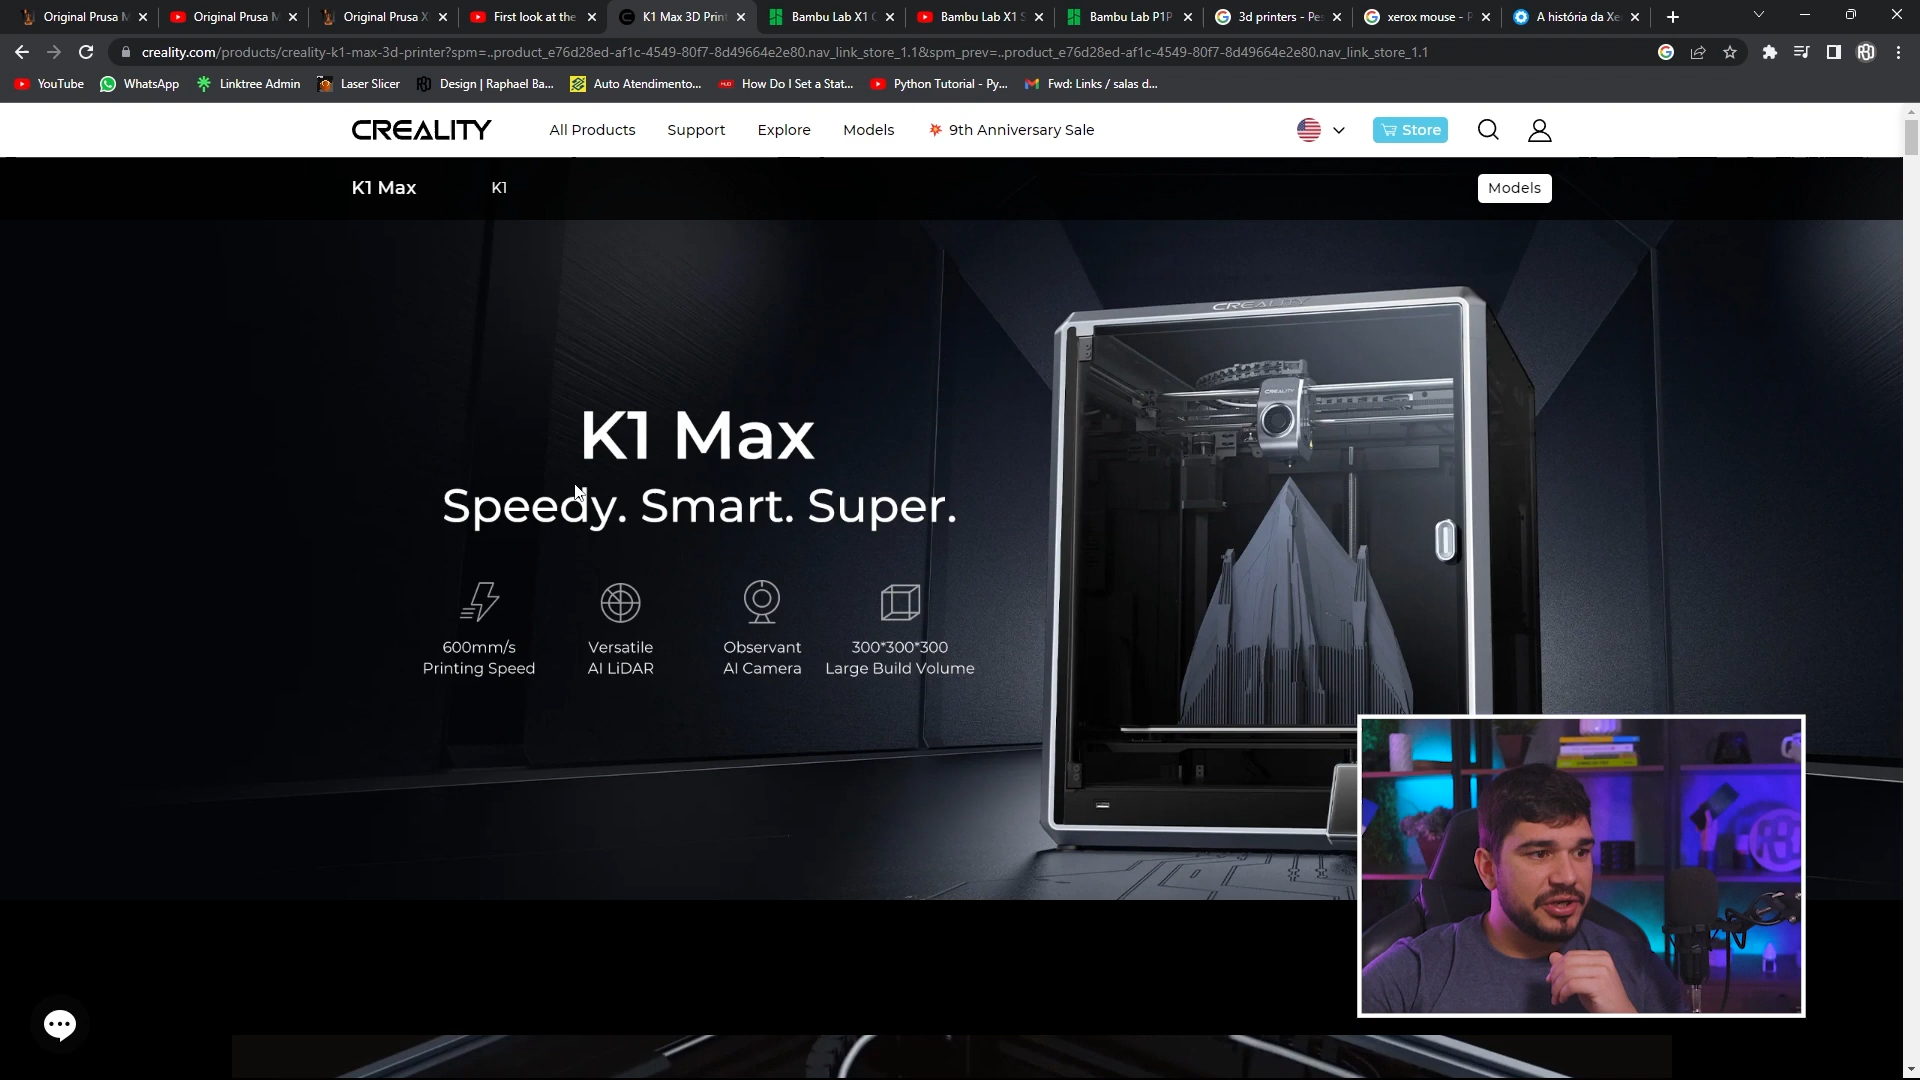 Original Prusa M
Original Prusa M
Original Prusa X
First look at the
K1 Max 3D Print
Bambu Lab X1 C
Bambu Lab X1 S
Bambu Lab P1P
3d printers - Pes
xerox mouse - P
A história da Xe
creality.com/products/creality-k1-max-3d-printer?spm=..product_e76d28ed-af1c-4549-80f7-8d49664e2e80.nav_link_store_1.1&spm_prev=..product_e76d28ed-af1c-4549-80f7-8d49664e2e80.nav_link_store_1.1
YouTube
WhatsApp
Linktree Admin
Laser Slicer
Design | Raphael Ba...
Auto Atendimento...
How Do I Set a Stat...
Python Tutorial - Py...
Fwd: Links / salas d...
CREALITY
All Products
Support
Explore
Models
9th Anniversary Sale
Store
K1 Max
K1
Models
CREALITY
CREALITY
K1 Max
Speedy. Smart. Super.
600mm/s
Printing Speed
Versatile
AI LiDAR
Observant
AI Camera
300*300*300
Large Build Volume